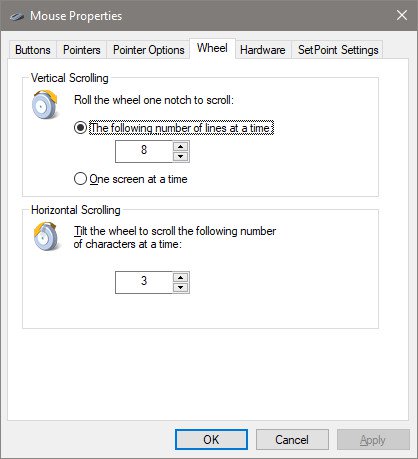 Mouse Properties
Buttons Pointers Pointer Options Wheel Hardware SetPoint Settings
Vertical Scrolling
Roll the wheel one notch to scroll:
The following number of lines at a time
8
One screen at a time
Horizontal Scrolling
Tilt the wheel to scroll the following number
of characters at a time:
3
OK Cancel Apply